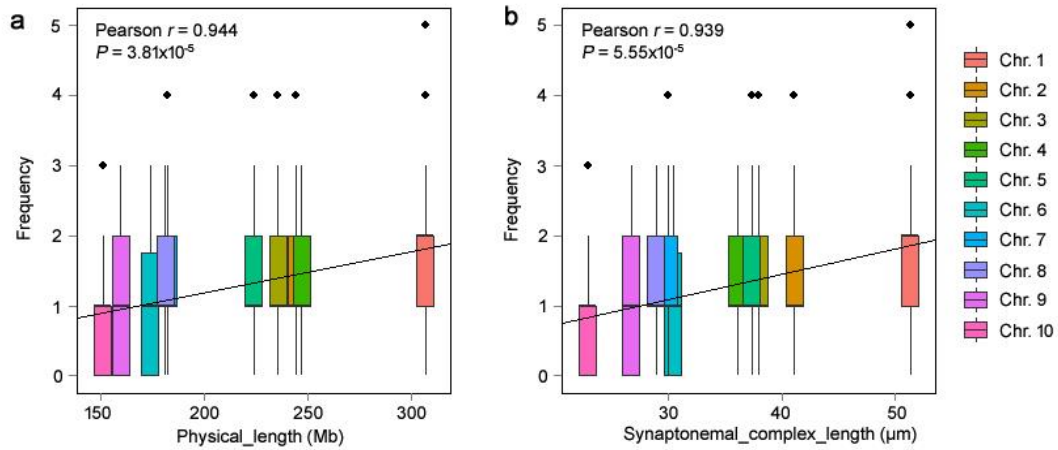 a
Pearson r = 0.944
P = 3.81x10⁻⁵
Frequency
5
4
3
2
1
0
150 200 250 300
Physical_length (Mb)
b
Pearson r = 0.939
P = 5.55x10⁻⁵
Frequency
5
4
3
2
1
0
30 40 50
Synaptonemal_complex_length (µm)
Chr. 1
Chr. 2
Chr. 3
Chr. 4
Chr. 5
Chr. 6
Chr. 7
Chr. 8
Chr. 9
Chr. 10